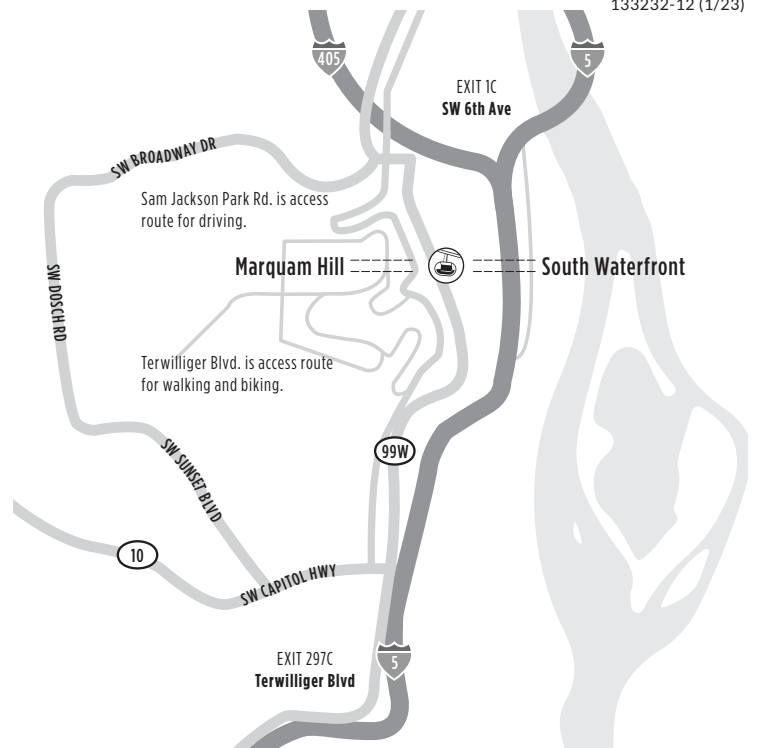 133232-12 (1/23)
405
5
EXIT 1C
SW 6th Ave
SW BROADWAY DR
Sam Jackson Park Rd. is access
route for driving.
Marquam Hill
South Waterfront
SW DOSCH RD
Terwilliger Blvd. is access route
for walking and biking.
99W
SW SUNSET BLVD
10
SW CAPITOL HWY
EXIT 297C
Terwilliger Blvd
5